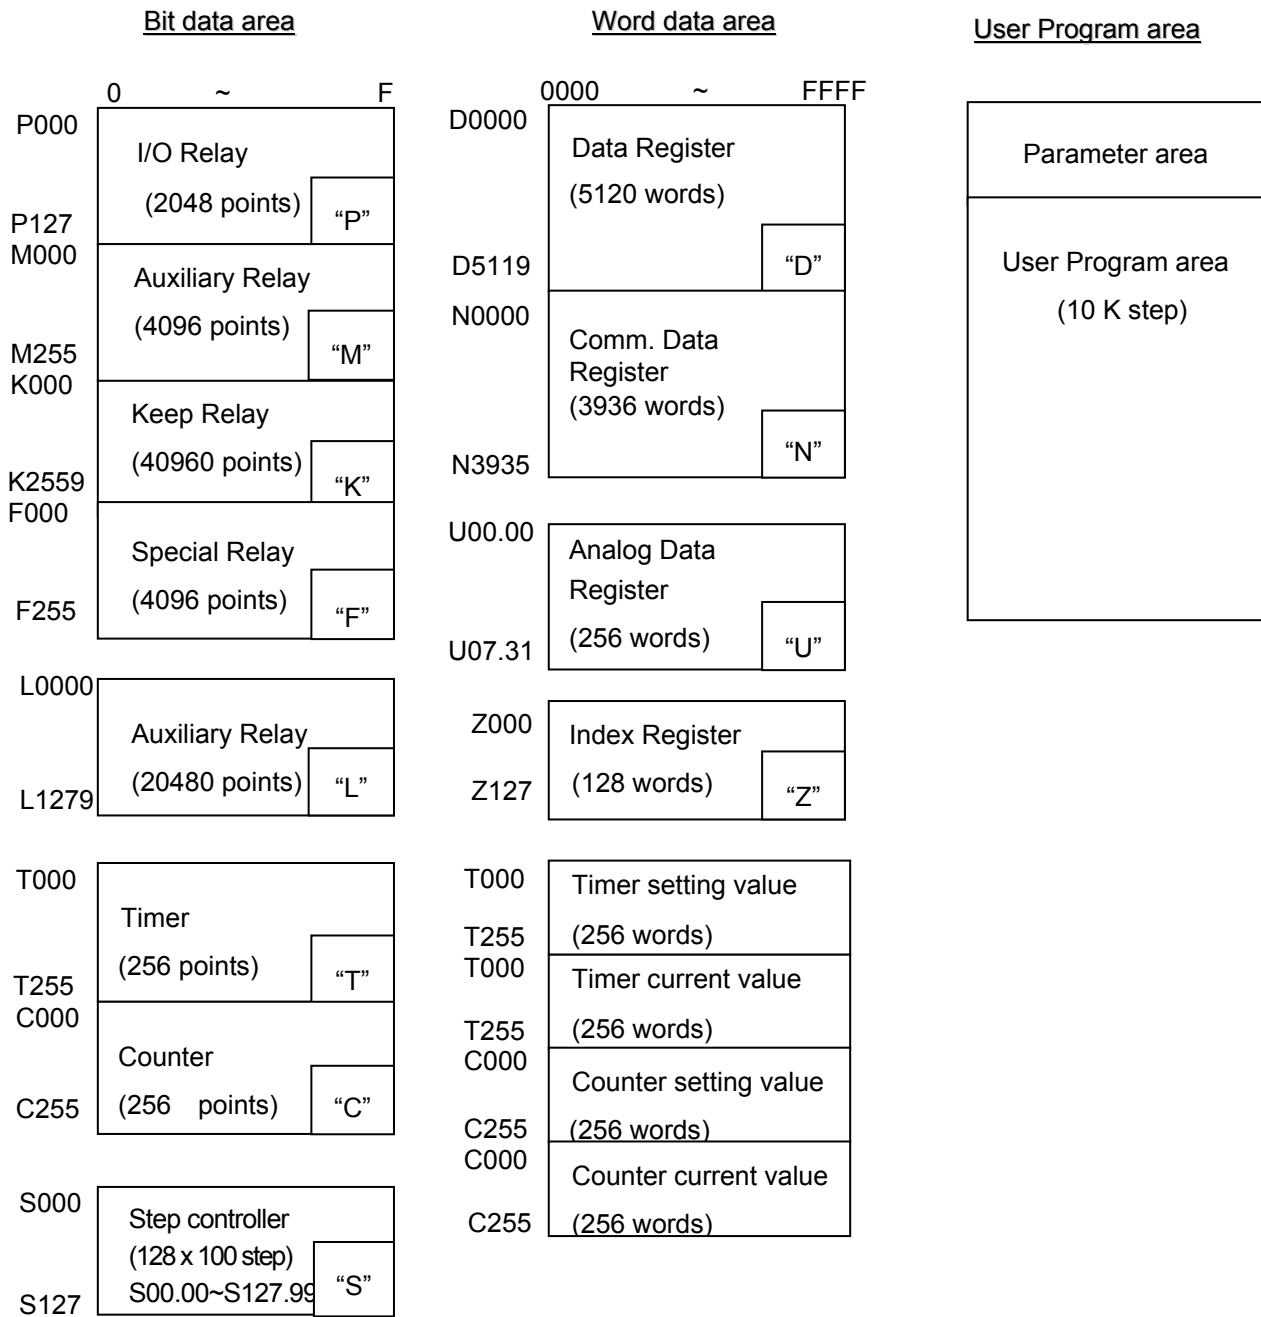 Bit data area
0 ~ F
P000
I/O Relay
(2048 points)
"P"
P127
M000
Auxiliary Relay
(4096 points)
"M"
M255
K000
Keep Relay
(40960 points)
"K"
K2559
F000
Special Relay
(4096 points)
"F"
F255
L0000
Auxiliary Relay
(20480 points)
"L"
L1279
T000
Timer
(256 points)
"T"
T255
C000
Counter
(256 points)
"C"
C255
S000
Step controller
(128 x 100 step)
S00.00~S127.99
"S"
S127
Word data area
0000 ~ FFFF
D0000
Data Register
(5120 words)
"D"
D5119
N0000
Comm. Data
Register
(3936 words)
"N"
N3935
U00.00
Analog Data
Register
(256 words)
"U"
U07.31
Z000
Index Register
(128 words)
"Z"
Z127
T000
Timer setting value
T255
(256 words)
T000
Timer current value
T255
(256 words)
C000
Counter setting value
C255
(256 words)
C000
Counter current value
C255
(256 words)
User Program area
Parameter area
User Program area
(10 K step)